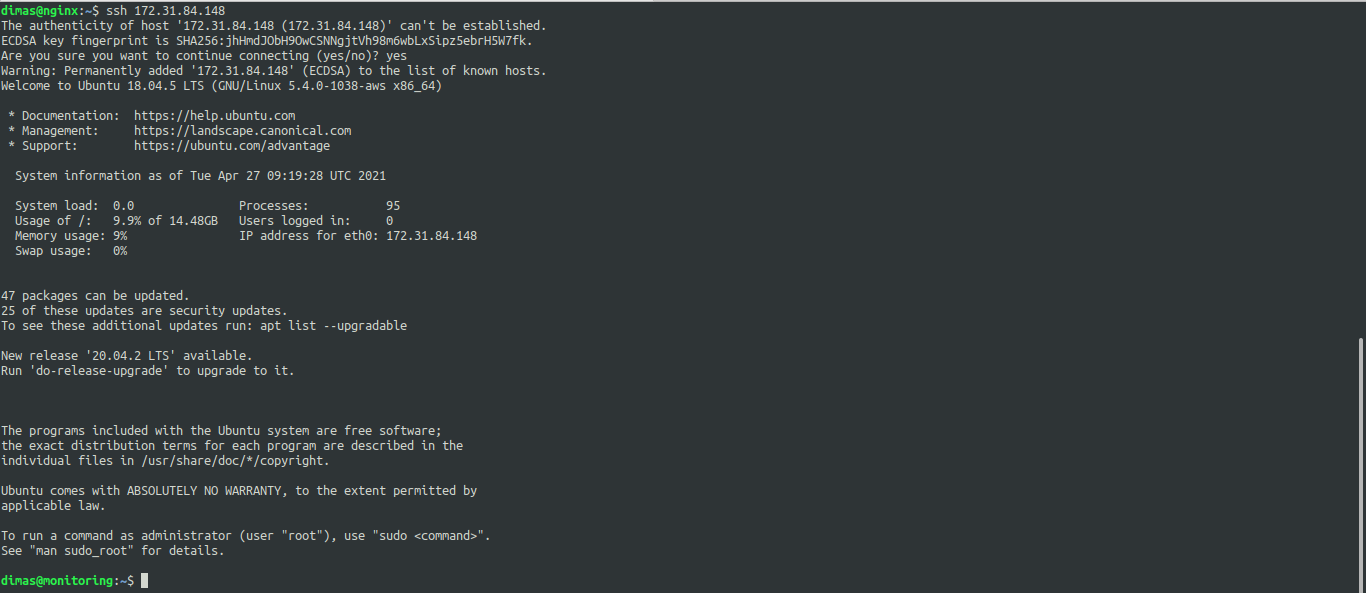 dimas@nginx:~$ ssh 172.31.84.148
The authenticity of host '172.31.84.148 (172.31.84.148)' can't be established.
ECDSA key fingerprint is SHA256:jhHmdJObH9OwCSNNgjtVh98m6wbLxSipz5ebrH5W7fk.
Are you sure you want to continue connecting (yes/no)? yes
Warning: Permanently added '172.31.84.148' (ECDSA) to the list of known hosts.
Welcome to Ubuntu 18.04.5 LTS (GNU/Linux 5.4.0-1038-aws x86_64)
* Documentation:  https://help.ubuntu.com
* Management:     https://landscape.canonical.com
* Support:        https://ubuntu.com/advantage
System information as of Tue Apr 27 09:19:28 UTC 2021
System load:  0.0                Processes:           95
Usage of /:   9.9% of 14.48GB   Users logged in:     0
Memory usage: 9%                IP address for eth0: 172.31.84.148
Swap usage:   0%
47 packages can be updated.
25 of these updates are security updates.
To see these additional updates run: apt list --upgradable
New release '20.04.2 LTS' available.
Run 'do-release-upgrade' to upgrade to it.
The programs included with the Ubuntu system are free software;
the exact distribution terms for each program are described in the
individual files in /usr/share/doc/*/copyright.
Ubuntu comes with ABSOLUTELY NO WARRANTY, to the extent permitted by
applicable law.
To run a command as administrator (user "root"), use "sudo <command>".
See "man sudo_root" for details.
dimas@monitoring:~$